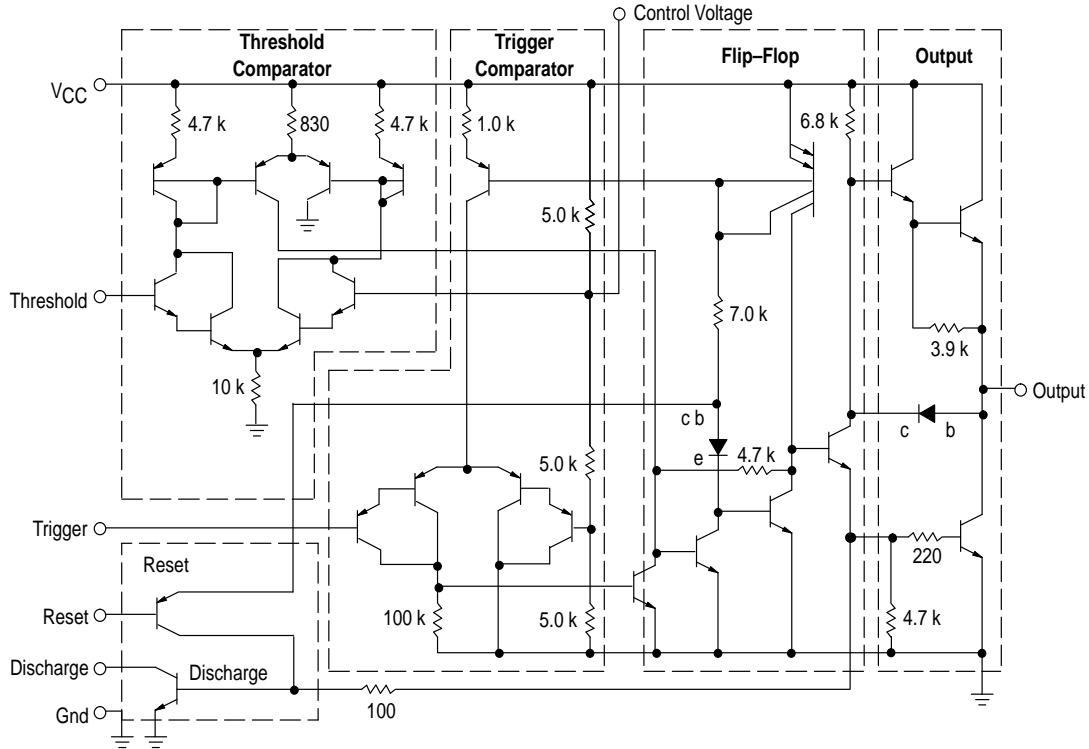 Control Voltage
Threshold
Comparator
Trigger
Comparator
Flip–Flop
Output
VCC
4.7 k
830
4.7 k
1.0 k
6.8 k
5.0 k
Threshold
7.0 k
3.9 k
10 k
Output
c b
c
b
e
4.7 k
5.0 k
Trigger
220
Reset
Reset
100 k
5.0 k
4.7 k
Discharge
Discharge
100
Gnd